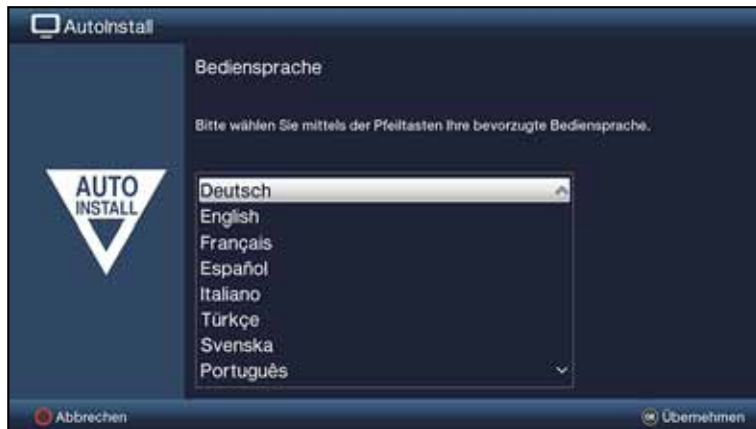 AutoInstall
Bediensprache
Bitte wählen Sie mittels der Pfeiltasten Ihre bevorzugte Bediensprache.
AUTO
INSTALL
Deutsch
English
Français
Español
Italiano
Türkçe
Svenska
Português
Abbrechen
OK Übernehmen